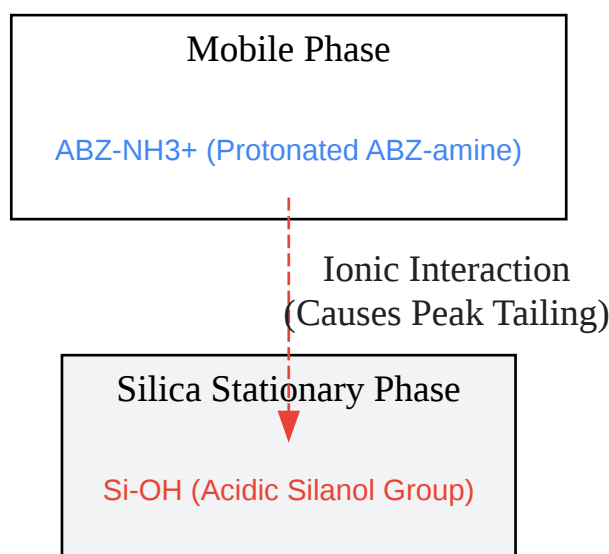 Mobile Phase
ABZ-NH3+ (Protonated ABZ-amine)
Ionic Interaction
(Causes Peak Tailing)
Silica Stationary Phase
Si-OH (Acidic Silanol Group)